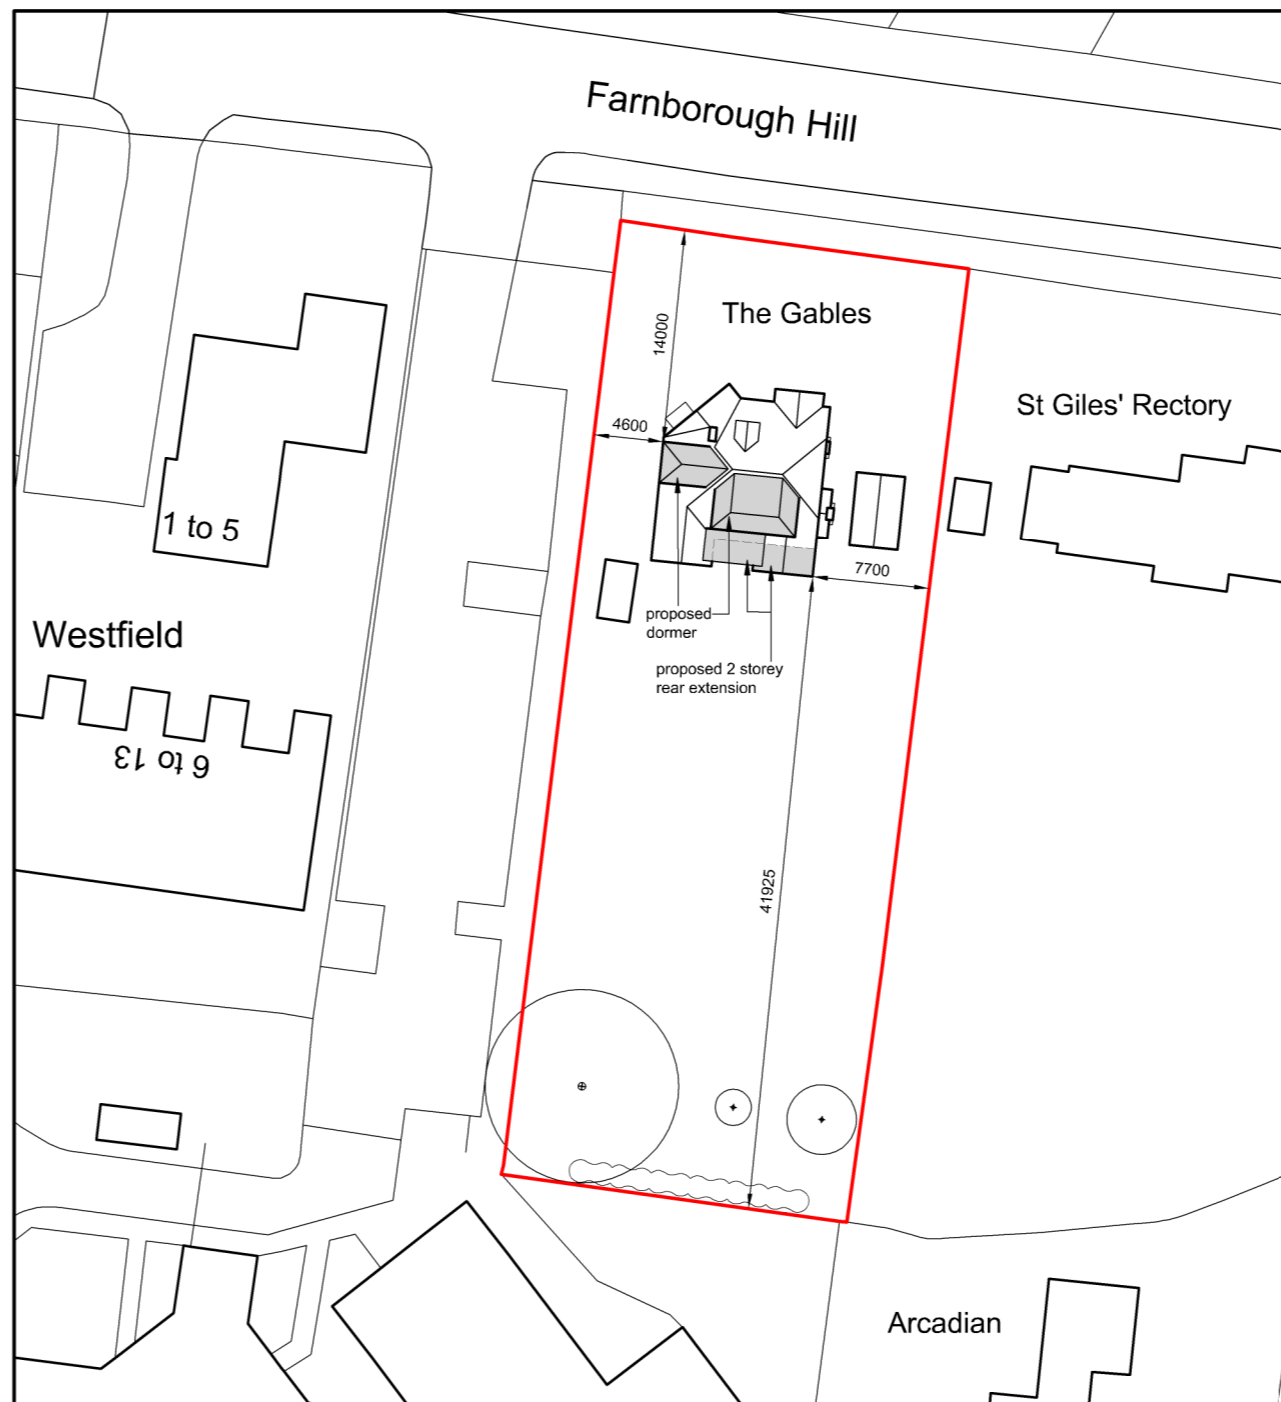 Farnborough Hill
The Gables
14000
St Giles' Rectory
4600
1 to 5
7700
proposed
dormer
Westfield
proposed 2 storey
rear extension
6 to 13
41925
Arcadian